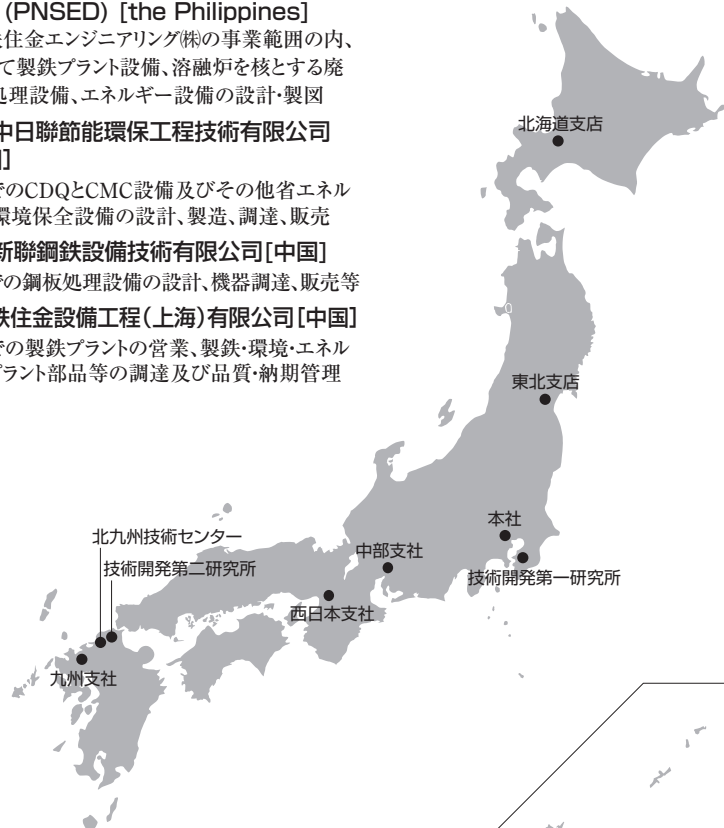 (PNSED) [the Philippines]
住金エンジニアリング㈱の事業範囲の内、
て製鉄プラント設備、溶融炉を核とする廃
処理設備、エネルギー設備の設計・製図
中日聯節能環保工程技術有限公司
]
でのCDQとCMC設備及びその他省エネル
環境保全設備の設計、製造、調達、販売
新聯鋼鉄設備技術有限公司[中国]
での鋼板処理設備の設計、機器調達、販売等
鉄住金設備工程（上海）有限公司[中国]
での製鉄プラントの営業、製鉄・環境・エネル
プラント部品等の調達及び品質・納期管理
北海道支店
東北支店
本社
北九州技術センター
中部支社
技術開発第二研究所
技術開発第一研究所
西日本支社
九州支社